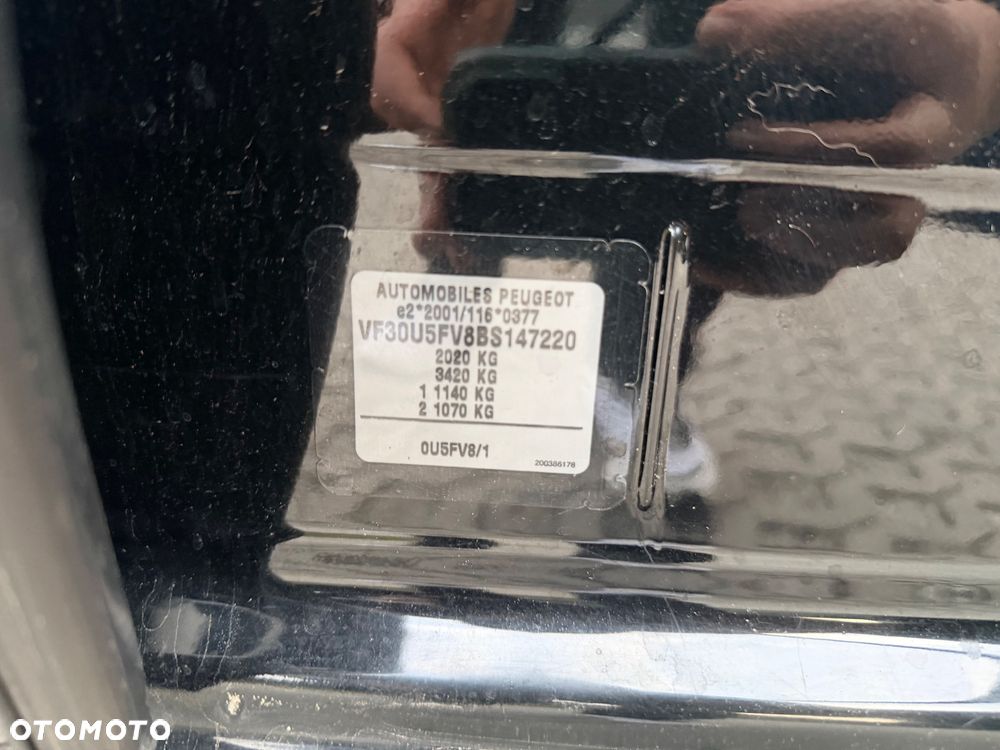 AUTOMOBILES PEUGEOT
e2*2001/116*0377
VF30U5FV8BS147220
2020 KG
3420 KG
1 1140 KG
2 1070 KG
0U5FV8/1
200386178
OTOMOTO